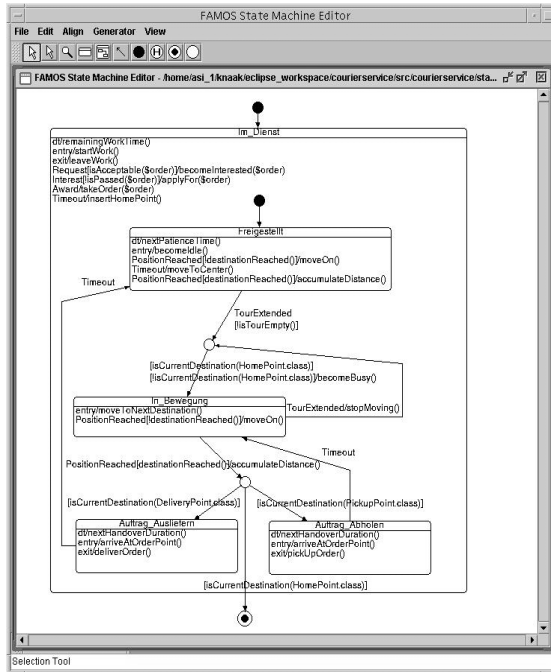 FAMOS State Machine Editor
File Edit Align Generator View
H
FAMOS State Machine Editor - /home/asi_1/knaak/eclipse_workspace/courierservice/src/courierservice/sta...
Im_Dienst
dt/remainingWorkTime()
entry/startWork()
exit/leaveWork()
Request[isAcceptable($order)]/becomeInterested($order)
Interest[!isPassed($order)]/applyFor($order)
Award/takeOrder($order)
Timeout/insertHomePoint()
Freigestellt
dt/nextPatienceTime()
entry/becomeIdle()
PositionReached[!destinationReached()]/moveOn()
Timeout/moveToCenter()
PositionReached[destinationReached()]/accumulateDistance()
Timeout
TourExtended
[!isTourEmpty()]
[isCurrentDestination(HomePoint.class)]
[!isCurrentDestination(HomePoint.class)]/becomeBusy()
In_Bewegung
entry/moveToNextDestination()
PositionReached[!destinationReached()]/moveOn()
TourExtended/stopMoving()
Timeout
PositionReached[destinationReached()]/accumulateDistance()
[isCurrentDestination(DeliveryPoint.class)]
[isCurrentDestination(PickupPoint.class)]
Auftrag_Ausliefern
dt/nextHandoverDuration()
entry/arriveAtOrderPoint()
exit/deliverOrder()
Auftrag_Abholen
dt/nextHandoverDuration()
entry/arriveAtOrderPoint()
exit/pickUpOrder()
[isCurrentDestination(HomePoint.class)]
Selection Tool